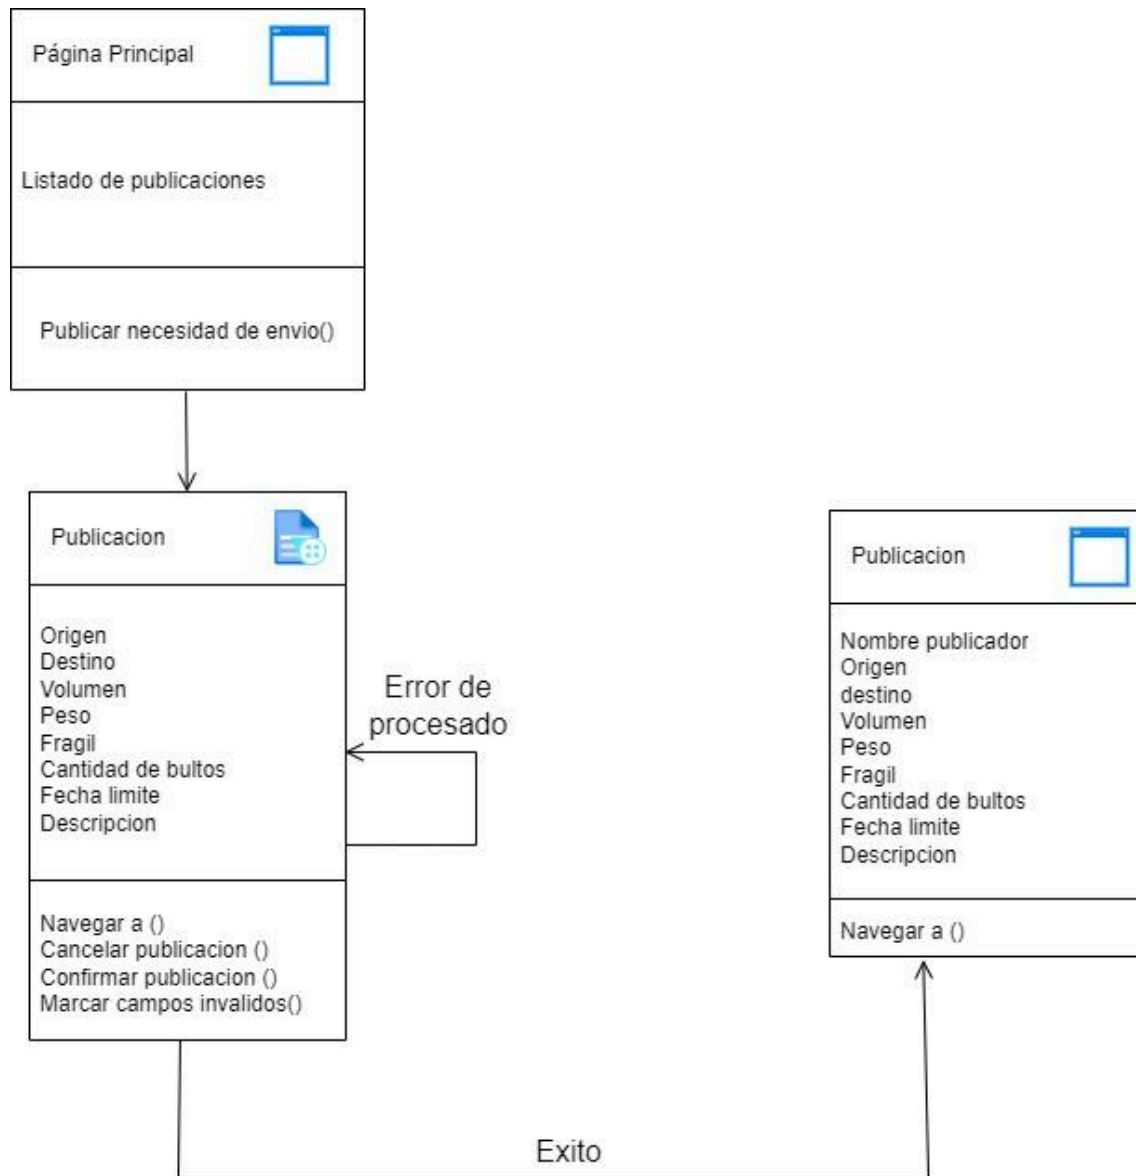 Página Principal
Listado de publicaciones
Publicar necesidad de envio()
Publicacion
Origen
Destino
Volumen
Peso
Fragil
Cantidad de bultos
Fecha limite
Descripcion
Navegar a ()
Cancelar publicacion ()
Confirmar publicacion ()
Marcar campos invalidos()
Error de
procesado
Publicacion
Nombre publicador
Origen
destino
Volumen
Peso
Fragil
Cantidad de bultos
Fecha limite
Descripcion
Navegar a ()
Exito